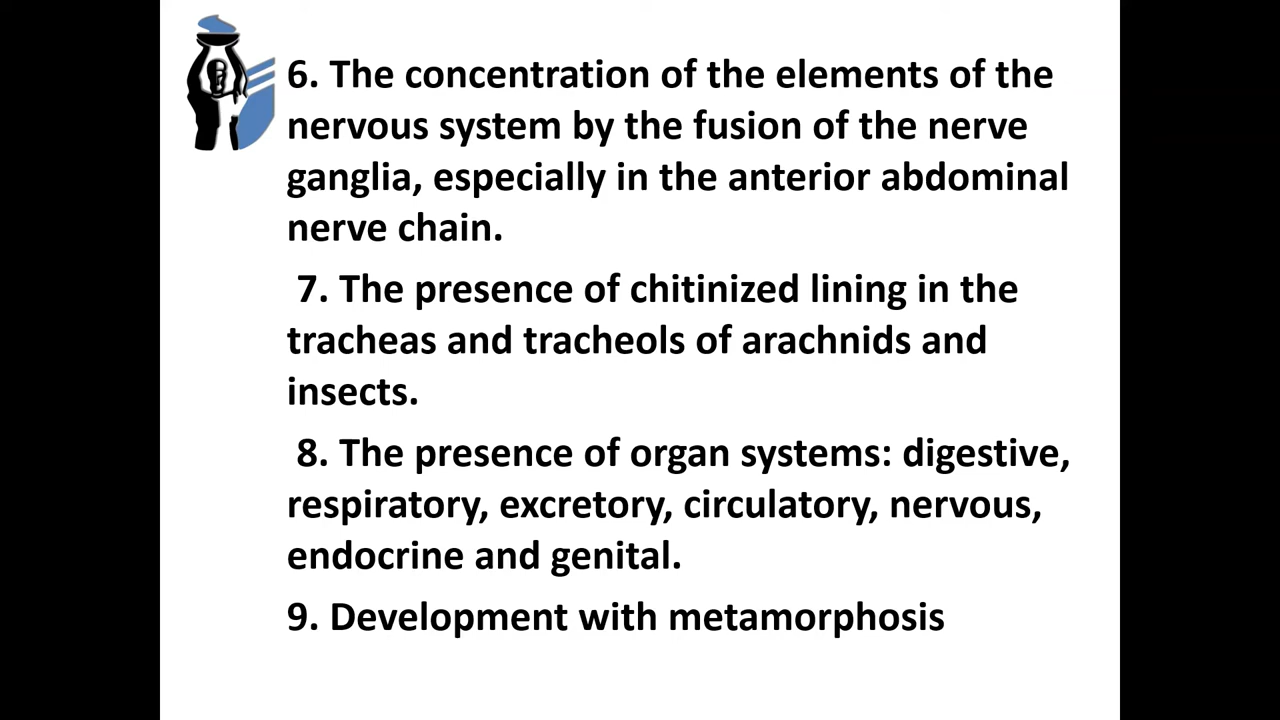 6. The concentration of the elements of the
nervous system by the fusion of the nerve
ganglia, especially in the anterior abdominal
nerve chain.
7. The presence of chitinized lining in the
tracheas and tracheols of arachnids and
insects.
8. The presence of organ systems: digestive,
respiratory, excretory, circulatory, nervous,
endocrine and genital.
9. Development with metamorphosis